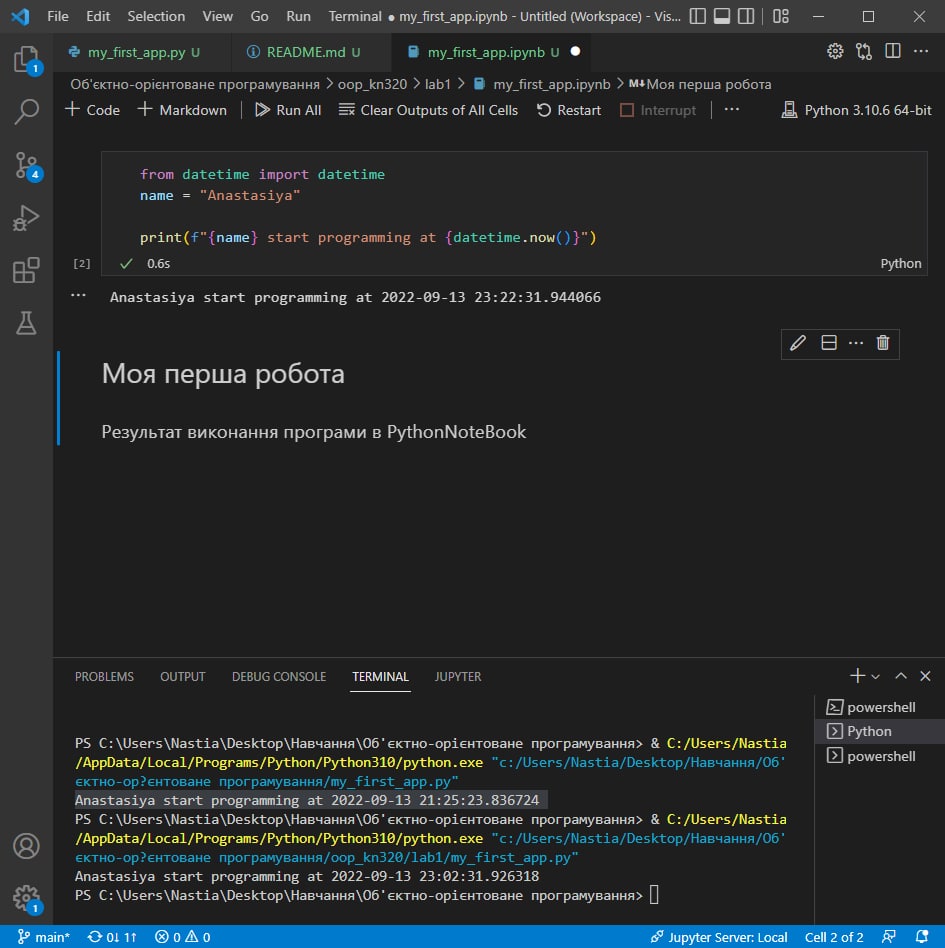 File Edit Selection View Go Run Terminal ● my_first_app.ipynb - Untitled (Workspace) - Vis...
my_first_app.py U README.md U my_first_app.ipynb U ●
1
Об'єктно-орієнтоване програмування > oop_kn320 > lab1 > my_first_app.ipynb > M↓Моя перша робота
+ Code + Markdown Run All Clear Outputs of All Cells Restart Interrupt ... Python 3.10.6 64-bit
4
from datetime import datetime
name = "Anastasiya"
print(f"{name} start programming at {datetime.now()}")
[2] ✓ 0.6s Python
... Anastasiya start programming at 2022-09-13 23:22:31.944066
Моя перша робота
Результат виконання програми в PythonNoteBook
PROBLEMS OUTPUT DEBUG CONSOLE TERMINAL JUPYTER
powershell
Python
powershell
PS C:\Users\Nastia\Desktop\Навчання\Об'єктно-орієнтоване програмування> & C:/Users/Nastia
/AppData/Local/Programs/Python/Python310/python.exe "c:/Users/Nastia/Desktop/Навчання/Об'
єктно-ор?єнтоване програмування/my_first_app.py"
Anastasiya start programming at 2022-09-13 21:25:23.836724
PS C:\Users\Nastia\Desktop\Навчання\Об'єктно-орієнтоване програмування> & C:/Users/Nastia
/AppData/Local/Programs/Python/Python310/python.exe "c:/Users/Nastia/Desktop/Навчання/Об'
єктно-ор?єнтоване програмування/oop_kn320/lab1/my_first_app.py"
Anastasiya start programming at 2022-09-13 23:02:31.926318
PS C:\Users\Nastia\Desktop\Навчання\Об'єктно-орієнтоване програмування>
1
main* 0↓ 1↑ 0 0 Jupyter Server: Local Cell 2 of 2